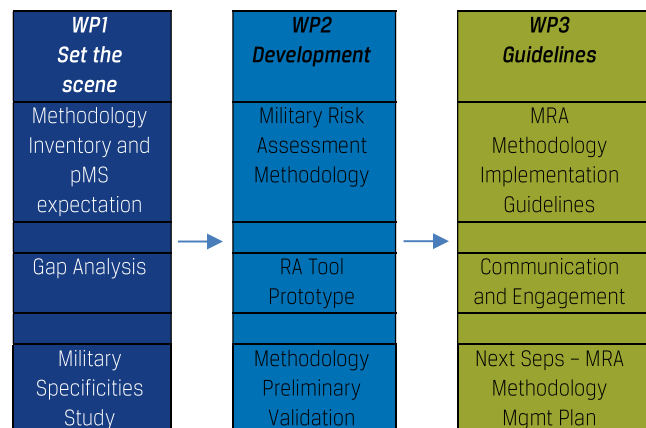 WP1
Set the
scene
Methodology
Inventory and
pMS
expectation
Gap Analysis
Military
Specificities
Study
WP2
Development
Military Risk
Assessment
Methodology
RA Tool
Prototype
Methodology
Preliminary
Validation
WP3
Guidelines
MRA
Methodology
Implementation
Guidelines
Communication
and Engagement
Next Seps – MRA
Methodology
Mgmt Plan